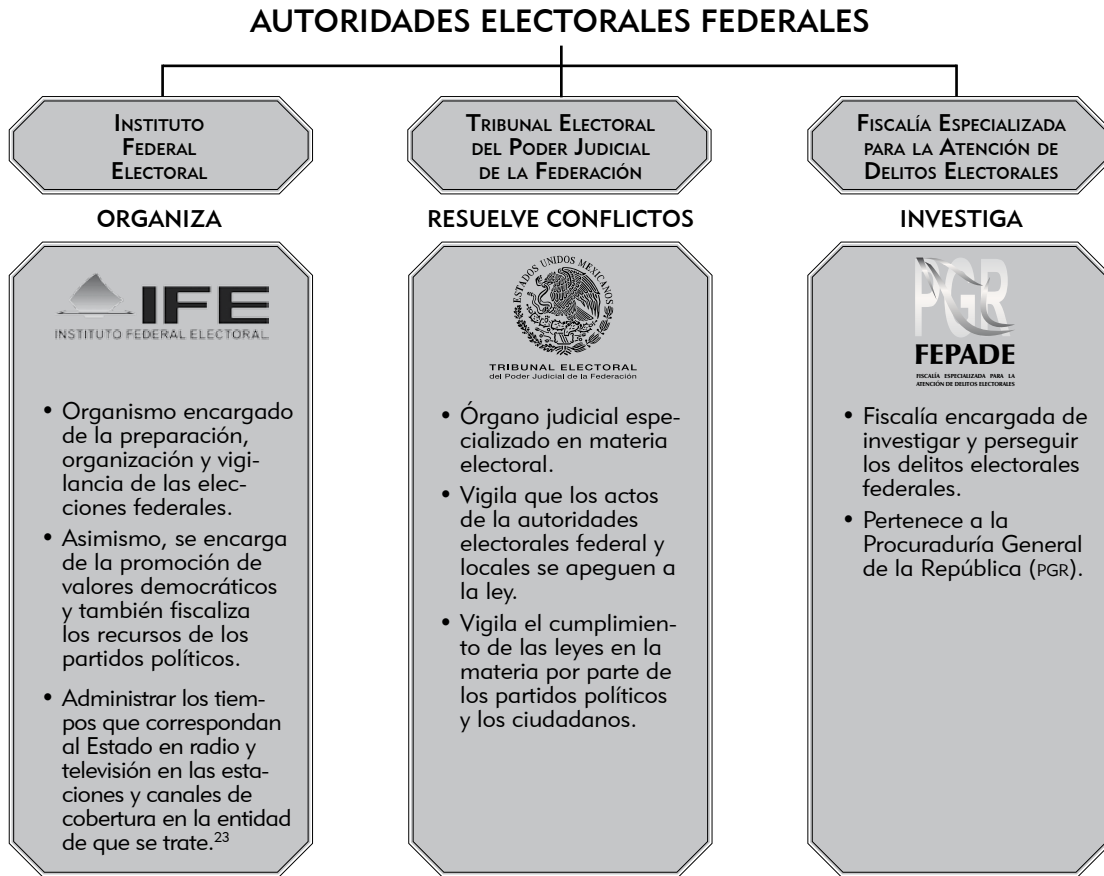 AUTORIDADES ELECTORALES FEDERALES
INSTITUTO
FEDERAL
ELECTORAL
ORGANIZA
IFE
INSTITUTO FEDERAL ELECTORAL
• Organismo encargado
de la preparación,
organización y vigi-
lancia de las elec-
ciones federales.
• Asimismo, se encarga
de la promoción de
valores democráticos
y también fiscaliza
los recursos de los
partidos políticos.
• Administrar los tiem-
pos que correspondan
al Estado en radio y
televisión en las esta-
ciones y canales de
cobertura en la entidad
de que se trate.23
TRIBUNAL ELECTORAL
DEL PODER JUDICIAL
DE LA FEDERACIÓN
RESUELVE CONFLICTOS
ESTADOS UNIDOS MEXICANOS
TRIBUNAL ELECTORAL
del Poder Judicial de la Federación
• Órgano judicial espe-
cializado en materia
electoral.
• Vigila que los actos
de la autoridades
electorales federal y
locales se apeguen a
la ley.
• Vigila el cumplimien-
to de las leyes en la
materia por parte de
los partidos políticos
y los ciudadanos.
FISCALÍA ESPECIALIZADA
PARA LA ATENCIÓN DE
DELITOS ELECTORALES
INVESTIGA
PGR
FEPADE
FISCALÍA ESPECIALIZADA PARA LA
ATENCIÓN DE DELITOS ELECTORALES
• Fiscalía encargada de
investigar y perseguir
los delitos electorales
federales.
• Pertenece a la
Procuraduría General
de la República (PGR).